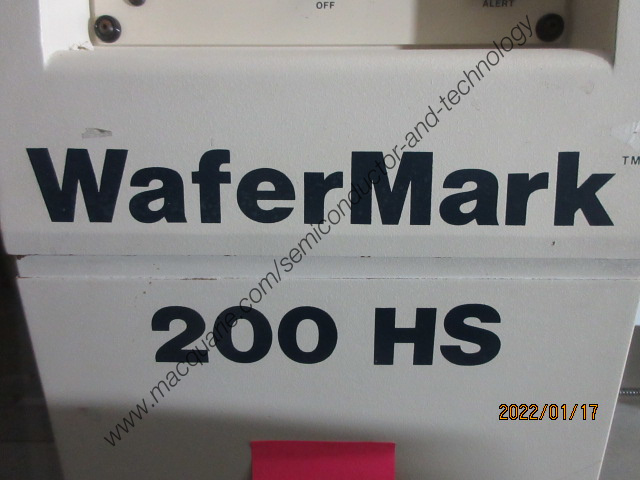 OFF
ALERT
WaferMark™
200 HS
2022/01/17
www.macquarie.com/semiconductor-and-technology